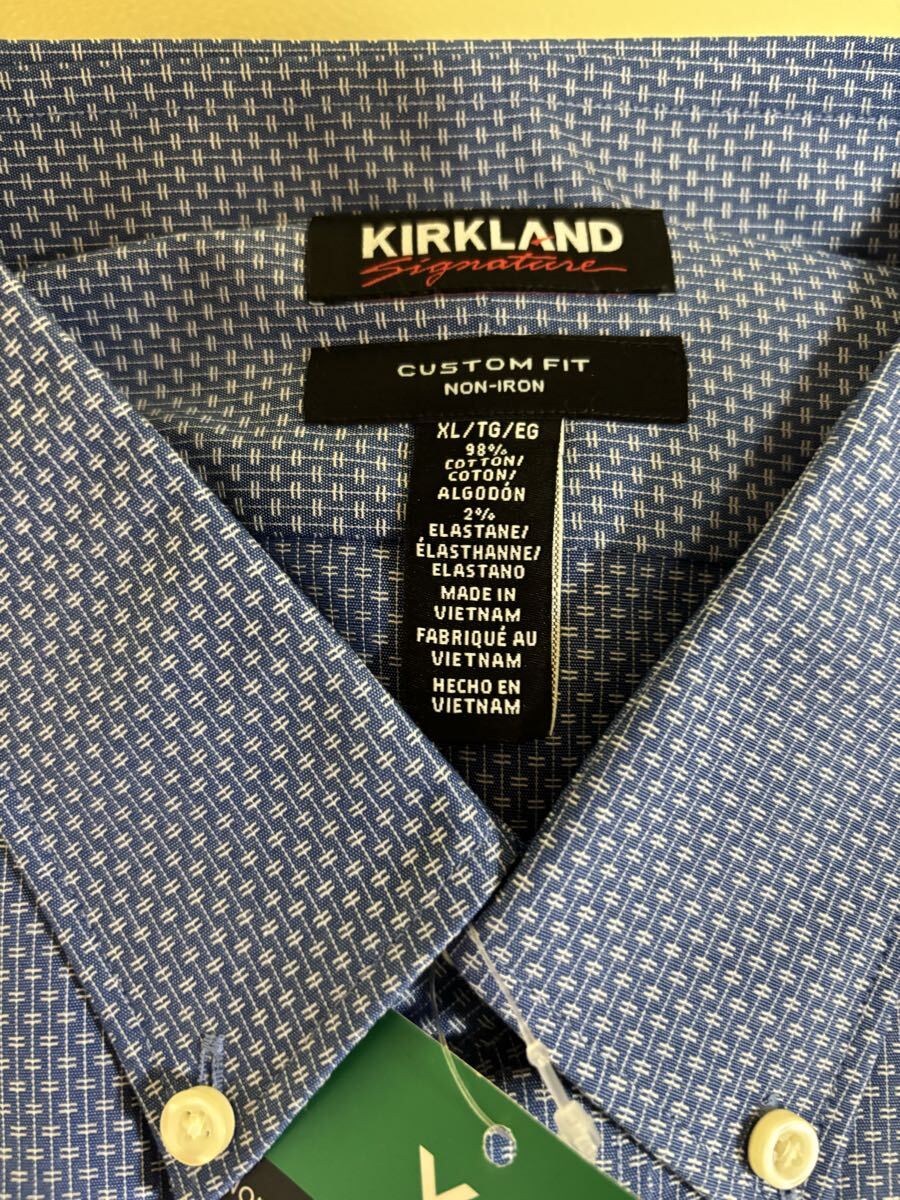 KIRKLAND
Signature
CUSTOM FIT
NON-IRON
XL/TG/EG
98%
COTTON/
COTON/
ALGODÓN
2%
ELASTANE/
ÉLASTHANNE/
ELASTANO
MADE IN
VIETNAM
FABRIQUÉ AU
VIETNAM
HECHO EN
VIETNAM